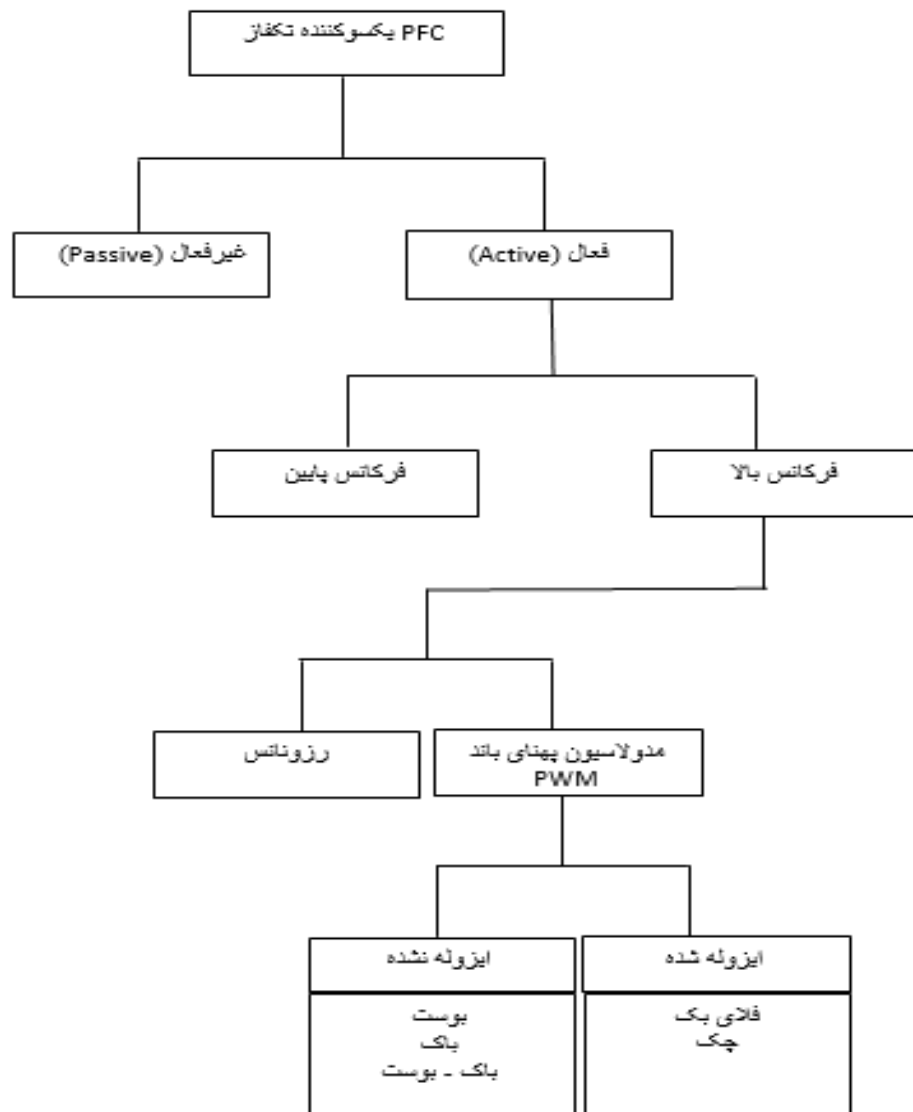 PFC یکسوکننده تکفاز
فعال (Active)
غیرفعال (Passive)
فرکانس بالا
فرکانس پایین
مدولاسیون پهنای باند
PWM
رزونانس
ایزوله شده
ایزوله نشده
فلای بک
چک
بوست
باک
باک - بوست